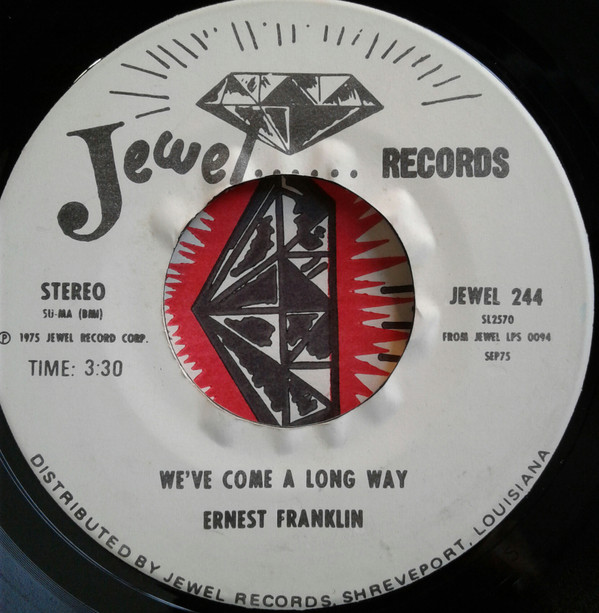 Jewel...... RECORDS
STEREO
SU-MA (BMI)
℗ 1975 JEWEL RECORD CORP.
TIME: 3:30
JEWEL 244
SL2570
FROM JEWEL LPS 0094
SEP75
WE'VE COME A LONG WAY
ERNEST FRANKLIN
DISTRIBUTED BY JEWEL RECORDS, SHREVEPORT, LOUISIANA